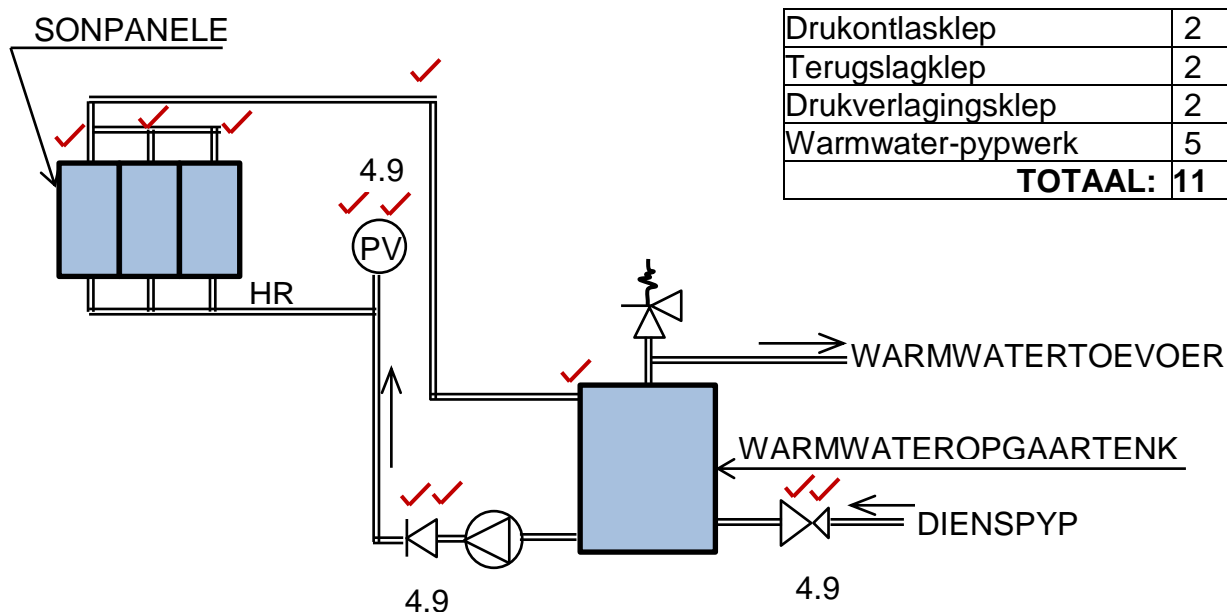 SONPANELE
Drukontlasklep 2
Terugslagklep 2
Drukverlagingsklep 2
Warmwater-pypwerk 5
TOTAAL: 11
4.9
PV
HR
WARMWATERTOEVOER
WARMWATEROPGAARTENK
DIENSPYP
4.9
4.9